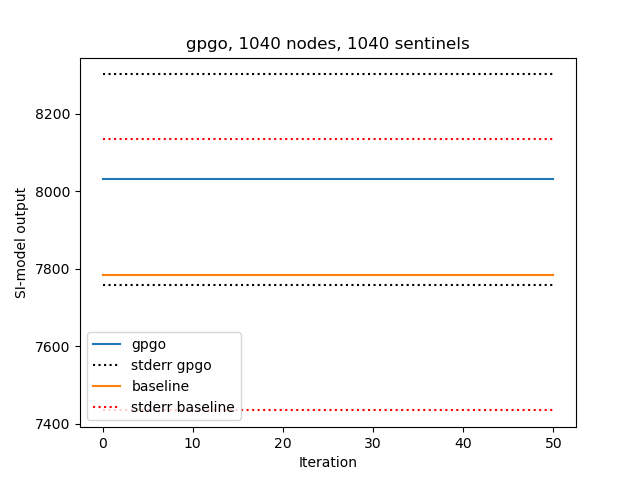 gpgo, 1040 nodes, 1040 sentinels
8200
8000
7800
7600
7400
SI-model output
gpgo
stderr gpgo
baseline
stderr baseline
0 10 20 30 40 50
Iteration